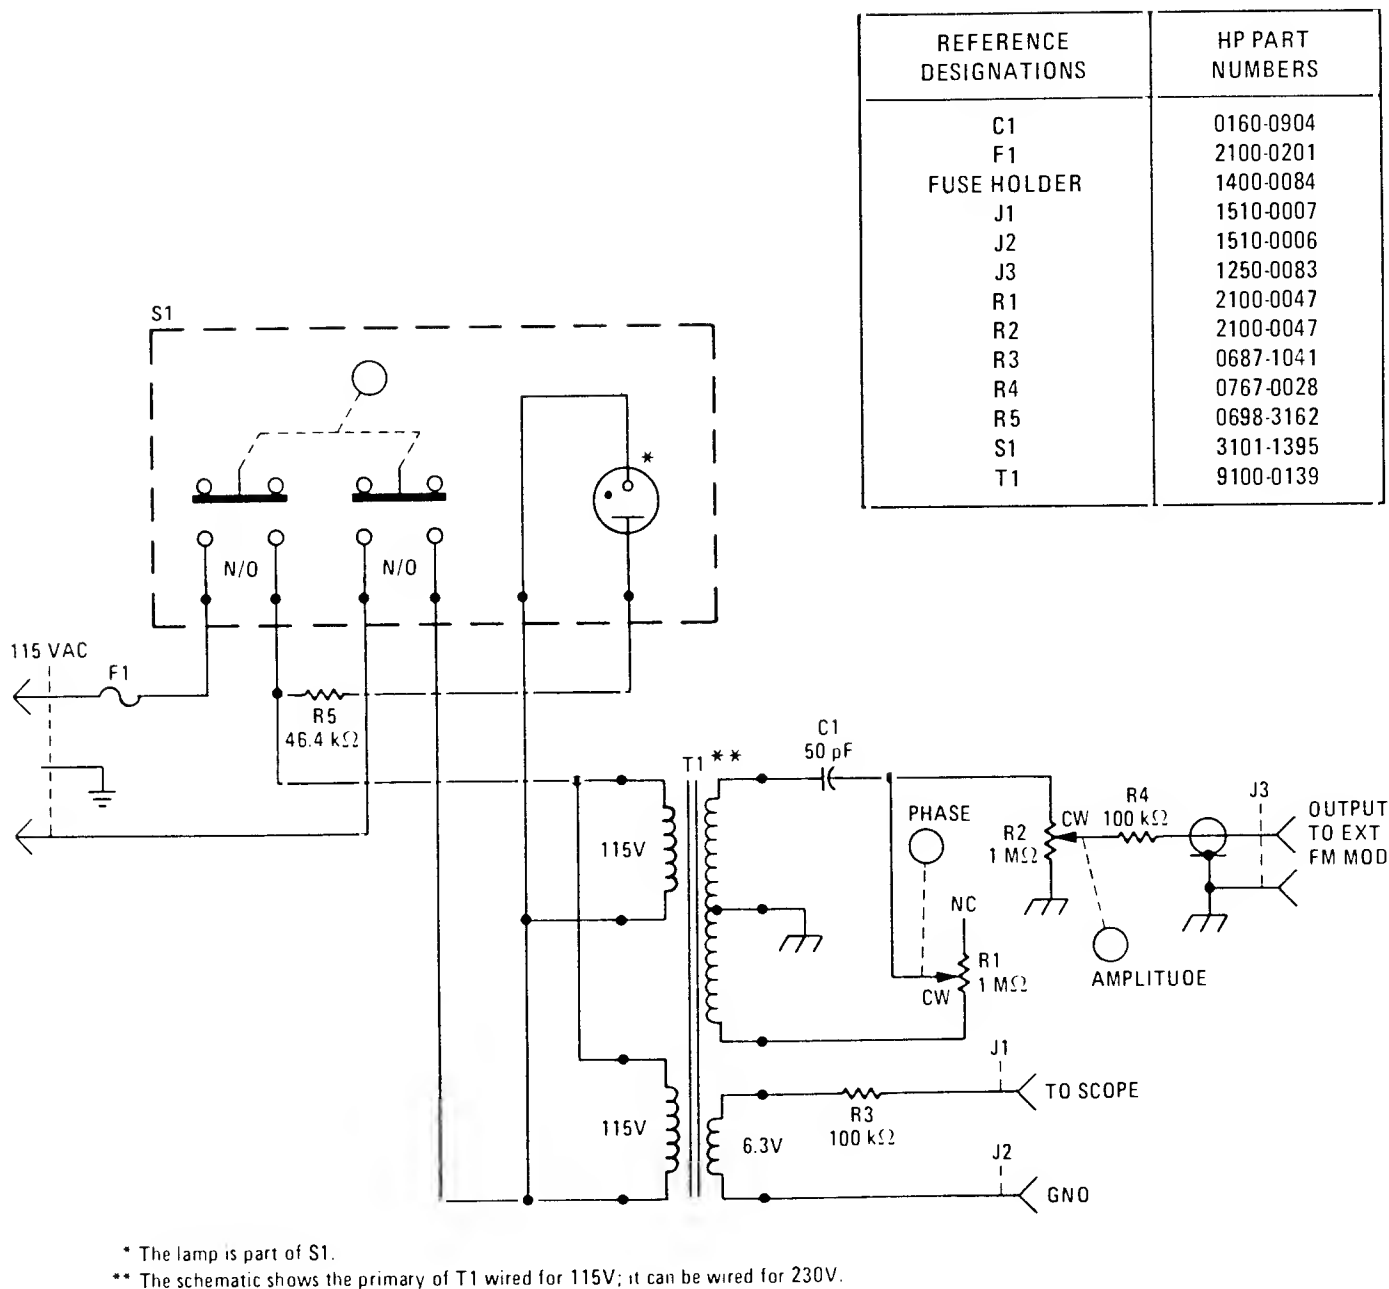 REFERENCE DESIGNATIONS HP PART NUMBERS
C1 0160-0904
F1 2100-0201
FUSE HOLDER 1400-0084
J1 1510-0007
J2 1510-0006
J3 1250-0083
R1 2100-0047
R2 2100-0047
R3 0687-1041
R4 0767-0028
R5 0698-3162
S1 3101-1395
T1 9100-0139
S1
*
N/O
N/O
115 VAC
F1
R5
46.4 kΩ
T1 **
C1
50 pF
PHASE
R2
1 MΩ
CW
R4
100 kΩ
J3
OUTPUT
TO EXT
FM MOD
115V
NC
R1
1 MΩ
CW
AMPLITUOE
J1
TO SCOPE
R3
100 kΩ
115V
6.3V
J2
GNO
* The lamp is part of S1.
** The schematic shows the primary of T1 wired for 115V; it can be wired for 230V.